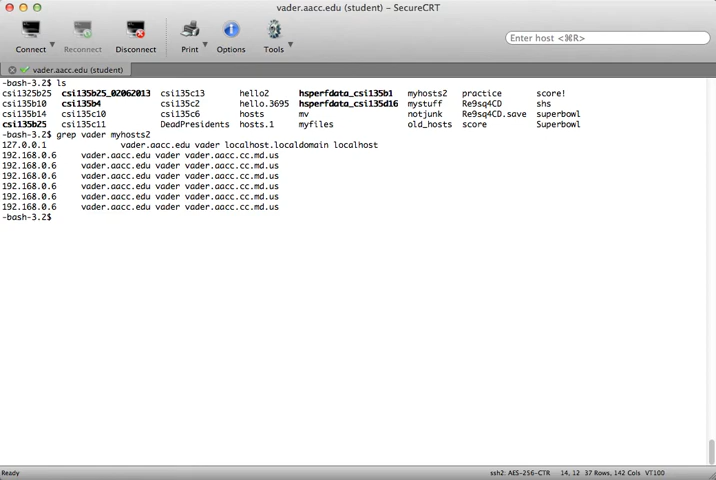 vader.aacc.edu (student) – SecureCRT
Connect Reconnect Disconnect Print Options Tools Enter host <⌘R>
vader.aacc.edu (student)
-bash-3.2$ ls
csi1325b25 csi135b25_02062013 csi135c13 hello2 hsperfdata_csi135b1 myhosts2 practice score!
csi135b10 csi135b4 csi135c2 hello.3695 hsperfdata_csi135d16 mystuff Re9sq4CD shs
csi135b14 csi135c10 csi135c6 hosts mv notjunk Re9sq4CD.save superbowl
csi135b25 csi135c11 DeadPresidents hosts.1 myfiles old_hosts score Superbowl
-bash-3.2$ grep vader myhosts2
127.0.0.1 vader.aacc.edu vader localhost.localdomain localhost
192.168.0.6 vader.aacc.edu vader vader.aacc.cc.md.us
192.168.0.6 vader.aacc.edu vader vader.aacc.cc.md.us
192.168.0.6 vader.aacc.edu vader vader.aacc.cc.md.us
192.168.0.6 vader.aacc.edu vader vader.aacc.cc.md.us
192.168.0.6 vader.aacc.edu vader vader.aacc.cc.md.us
192.168.0.6 vader.aacc.edu vader vader.aacc.cc.md.us
-bash-3.2$
Ready ssh2: AES-256-CTR 14, 12 37 Rows, 142 Cols VT100